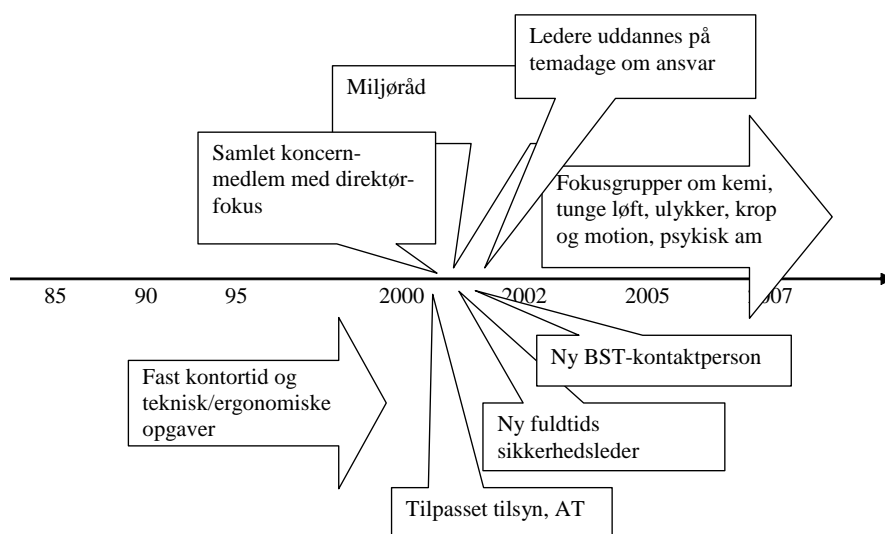 Ledere uddannes på
temadage om ansvar
Miljøråd
Samlet koncern-
medlem med direktør-
fokus
Fokusgrupper om kemi,
tunge løft, ulykker, krop
og motion, psykisk am
85 90 95 2000 2002 2005 2007
Fast kontortid og
teknisk/ergonomiske
opgaver
Ny BST-kontaktperson
Ny fuldtids
sikkerhedsleder
Tilpasset tilsyn, AT